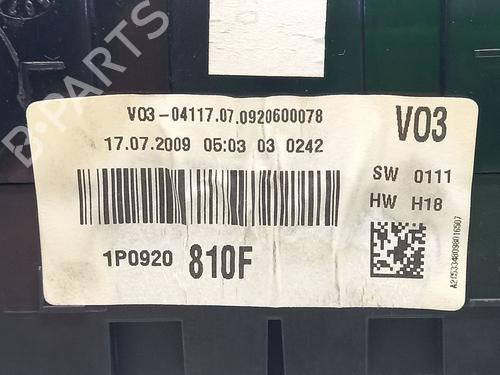 B-PARTS
V03-04117.07.0920600078
V03
17.07.2009 05:03 03 0242
SW 0111
HW H18
1P0920 810F
A2C53348098016907